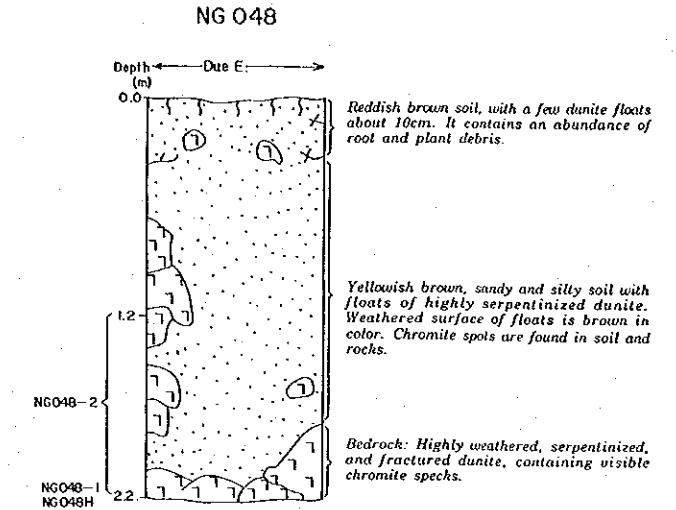 NG 048
Depth
(m)
Due E.
0.0
Reddish brown soil, with a few dunite floats
about 10cm. It contains an abundance of
root and plant debris.
Yellowish brown, sandy and silty soil with
floats of highly serpentinized dunite.
Weathered surface of floats is brown in
color. Chromite spots are found in soil and
rocks.
1.2
NG048-2
Bedrock: Highly weathered, serpentinized,
and fractured dunite, containing visible
chromite specks.
NG048-1
NG048H
2.2